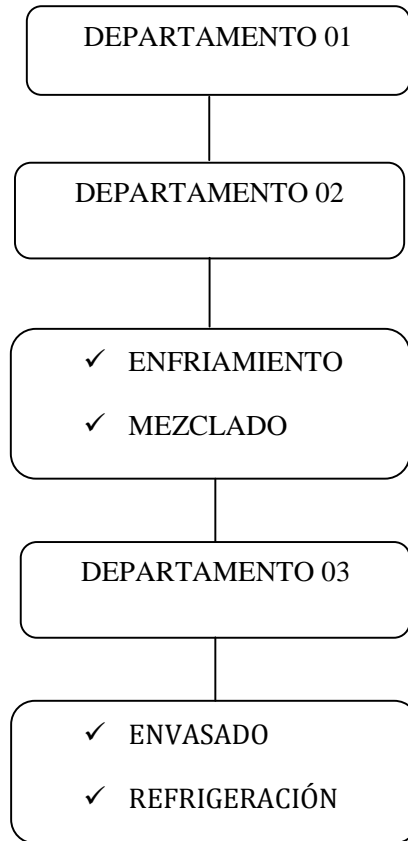 DEPARTAMENTO 01
DEPARTAMENTO 02
✓ ENFRIAMIENTO
✓ MEZCLADO
DEPARTAMENTO 03
✓ ENVASADO
✓ REFRIGERACIÓN